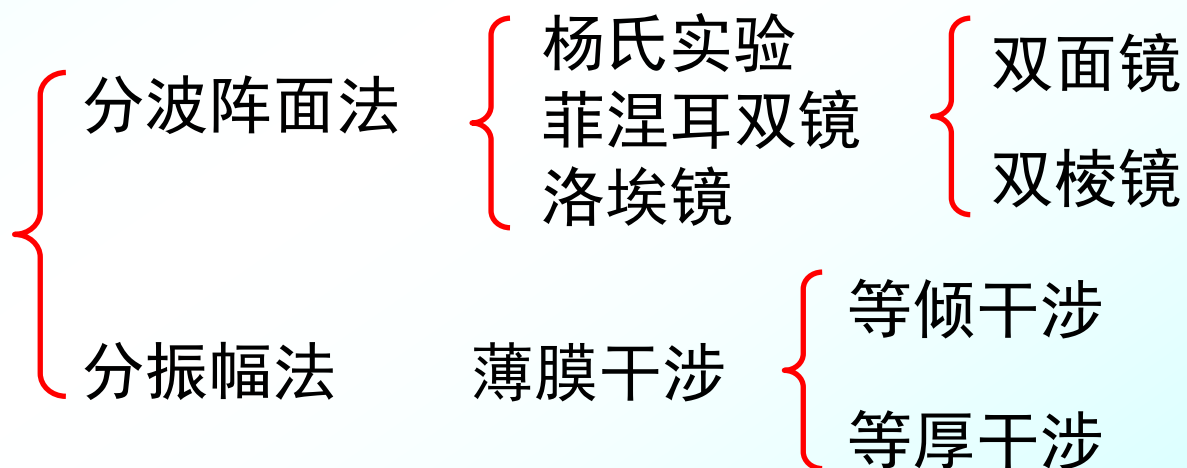 分波阵面法
杨氏实验
菲涅耳双镜
洛埃镜
双面镜
双棱镜
分振幅法
薄膜干涉
等倾干涉
等厚干涉